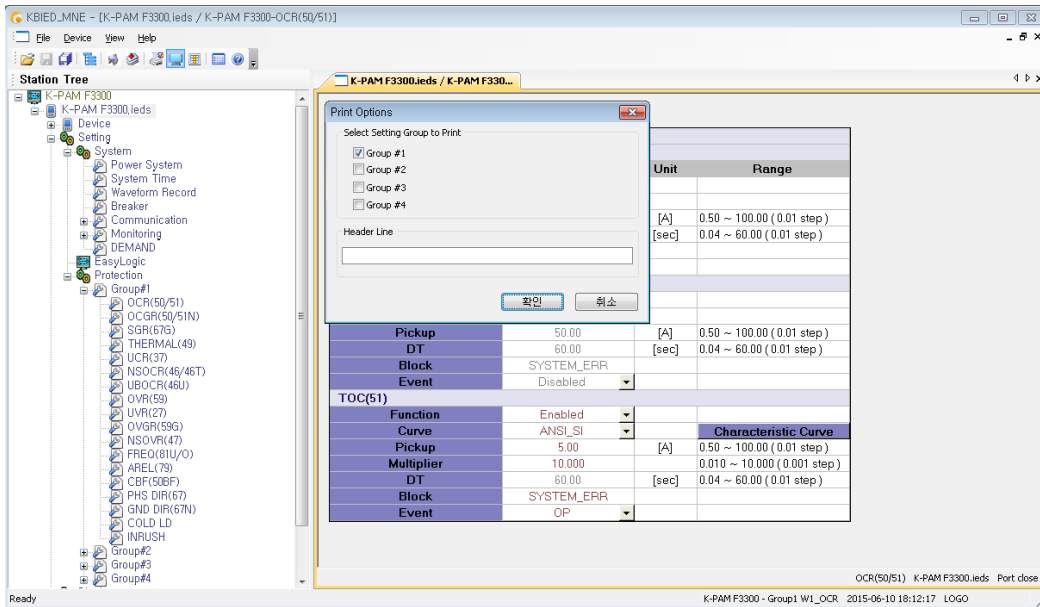 KBIED_MNE - [K-PAM F3300.ieds / K-PAM F3300-OCR(50/51)]
File Device View Help
Station Tree
K-PAM F3300
K-PAM F3300.ieds
Device
Setting
System
Power System
System Time
Waveform Record
Breaker
Communication
Monitoring
DEMAND
EasyLogic
Protection
Group#1
OCR(50/51)
OCGR(50/51N)
SGR(67G)
THERMAL(49)
UCR(37)
NSOCR(46/46T)
UBOCR(46U)
OVR(59)
UVR(27)
OVGR(59G)
NSOVR(47)
FREQ(81U/O)
AREL(79)
CBF(50BF)
PHS DIR(67)
GND DIR(67N)
COLD LD
INRUSH
Group#2
Group#3
Group#4
K-PAM F3300.ieds / K-PAM F330...
Print Options
Select Setting Group to Print
Group #1
Group #2
Group #3
Group #4
Header Line
확인 취소
Unit Range
[A] 0.50 ~ 100.00 ( 0.01 step )
[sec] 0.04 ~ 60.00 ( 0.01 step )
Pickup 50.00 [A] 0.50 ~ 100.00 ( 0.01 step )
DT 60.00 [sec] 0.04 ~ 60.00 ( 0.01 step )
Block SYSTEM_ERR
Event Disabled
TOC(51)
Function Enabled
Curve ANSI_SI Characteristic Curve
Pickup 5.00 [A] 0.50 ~ 100.00 ( 0.01 step )
Multiplier 10.000 0.010 ~ 10.000 ( 0.001 step )
DT 60.00 [sec] 0.04 ~ 60.00 ( 0.01 step )
Block SYSTEM_ERR
Event OP
OCR(50/51) K-PAM F3300.ieds Port close
Ready K-PAM F3300 - Group1 W1_OCR 2015-06-10 18:12:17 LOGO